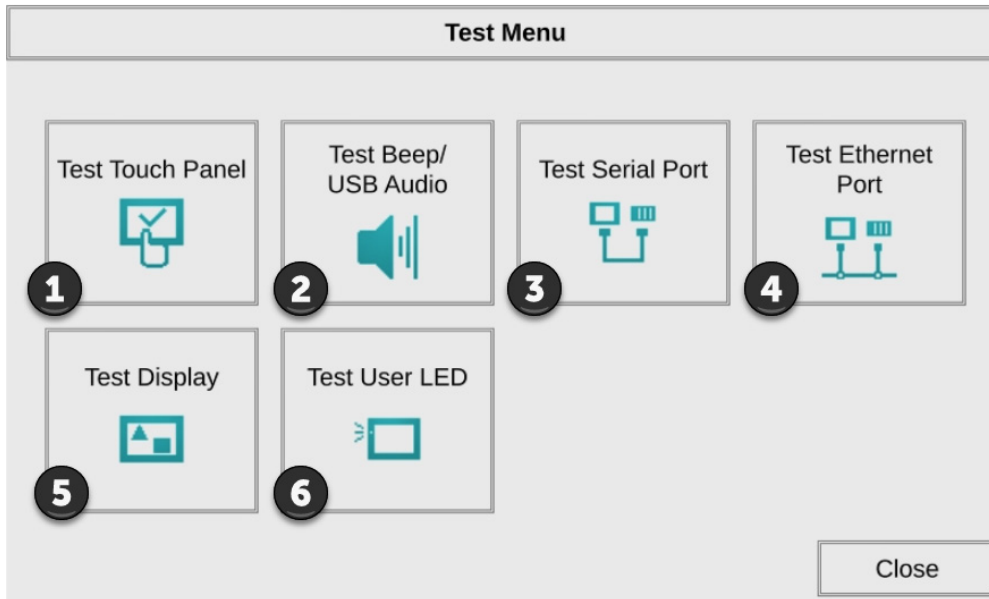 Test Menu
Test Touch Panel
1
Test Beep/
USB Audio
2
Test Serial Port
3
Test Ethernet
Port
4
Test Display
5
Test User LED
6
Close